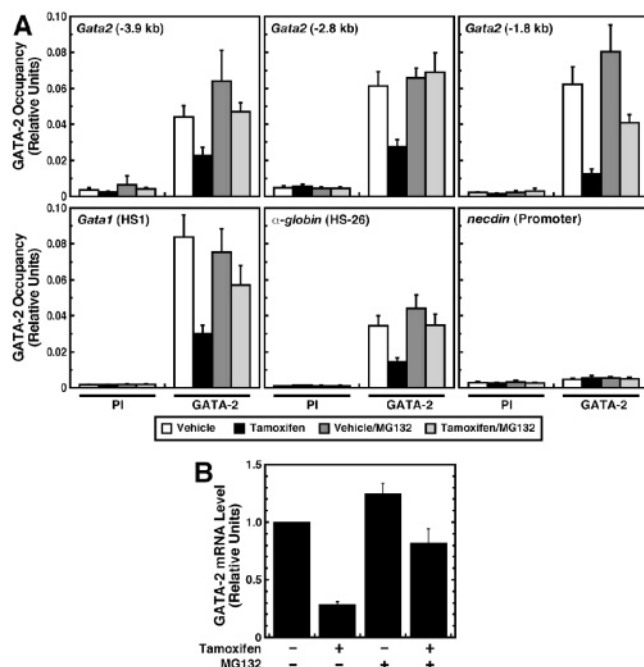 A
Gata2 (-3.9 kb) Gata2 (-2.8 kb) Gata2 (-1.8 kb)
GATA-2 Occupancy
(Relative Units)
0.10
0.08
0.06
0.04
0.02
0
Gata1 (HS1) α-globin (HS-26) necdin (Promoter)
GATA-2 Occupancy
(Relative Units)
0.10
0.08
0.06
0.04
0.02
0
PI GATA-2 PI GATA-2 PI GATA-2
Vehicle Tamoxifen Vehicle/MG132 Tamoxifen/MG132
B
GATA-2 mRNA Level
(Relative Units)
1.5
1.0
0.5
0
Tamoxifen − + − +
MG132 − − + +